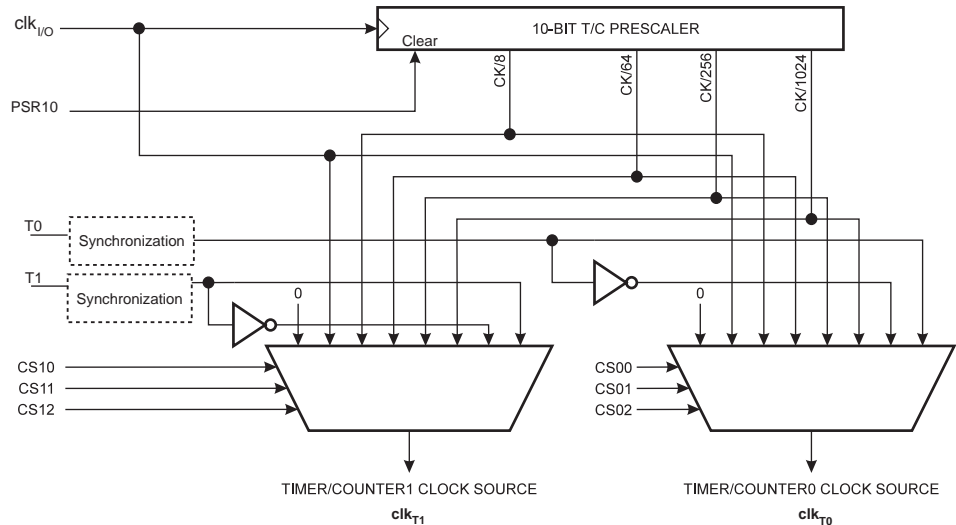 clkI/O
10-BIT T/C PRESCALER
Clear
PSR10
CK/8
CK/64
CK/256
CK/1024
T0
Synchronization
T1
Synchronization
0
0
CS10
CS11
CS12
CS00
CS01
CS02
TIMER/COUNTER1 CLOCK SOURCE
clkT1
TIMER/COUNTER0 CLOCK SOURCE
clkT0